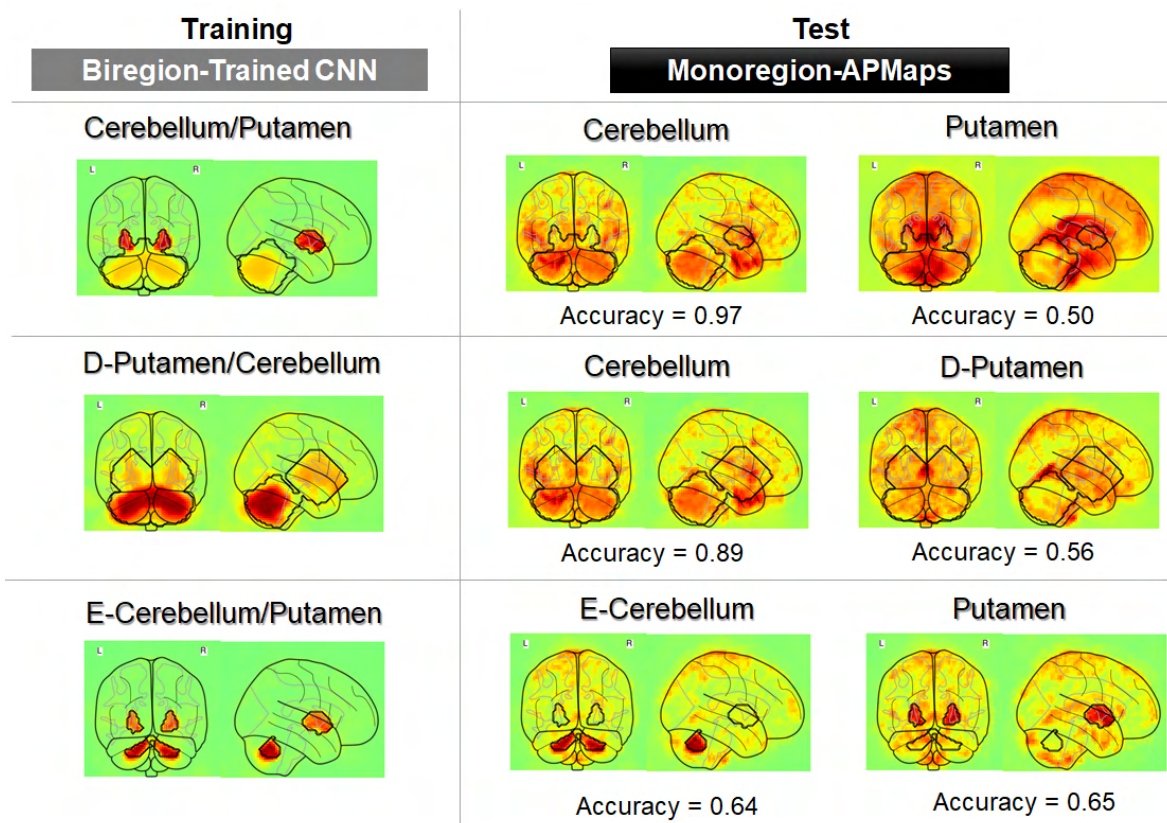 Training
Test
Biregion-Trained CNN
Monoregion-APMaps
Cerebellum/Putamen
Cerebellum
Putamen
L R
L R
L R
Accuracy = 0.97
Accuracy = 0.50
D-Putamen/Cerebellum
Cerebellum
D-Putamen
L R
L R
L R
Accuracy = 0.89
Accuracy = 0.56
E-Cerebellum/Putamen
E-Cerebellum
Putamen
L R
L R
L R
Accuracy = 0.64
Accuracy = 0.65